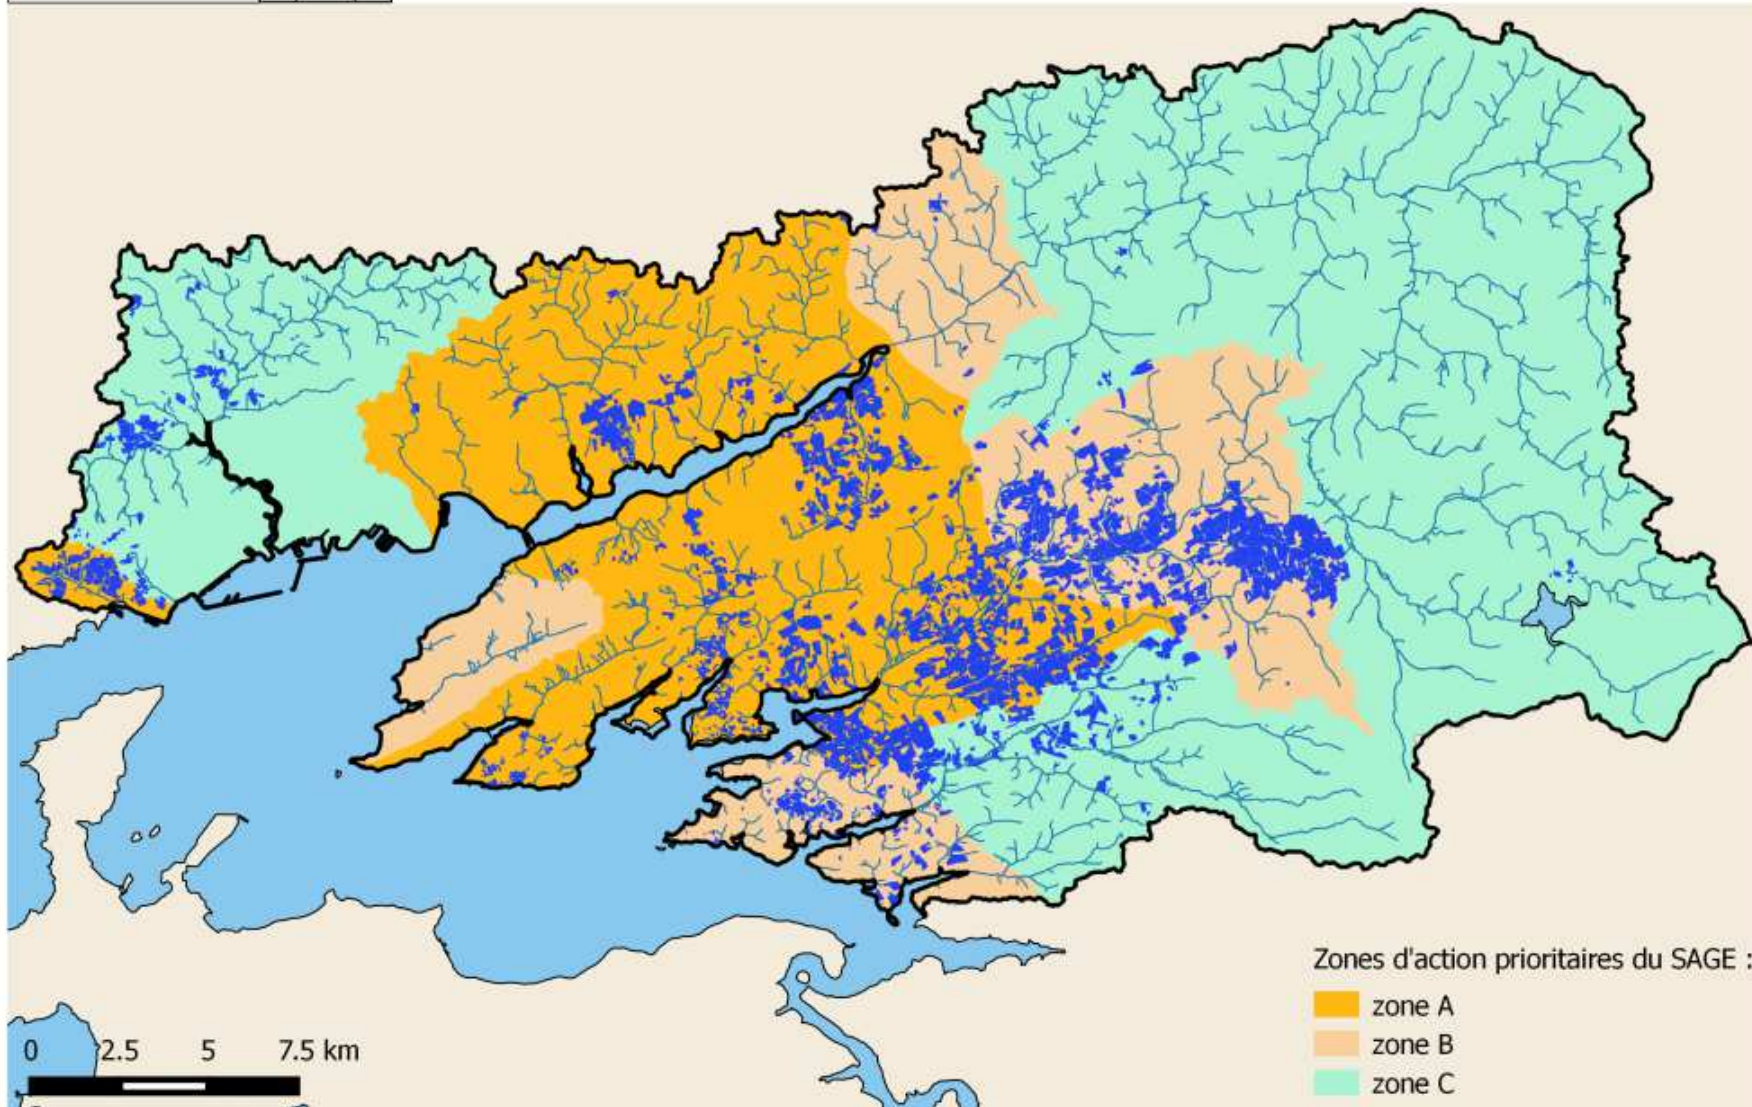 Zones d'action prioritaires du SAGE :
zone A
zone B
zone C
0 2.5 5 7.5 km